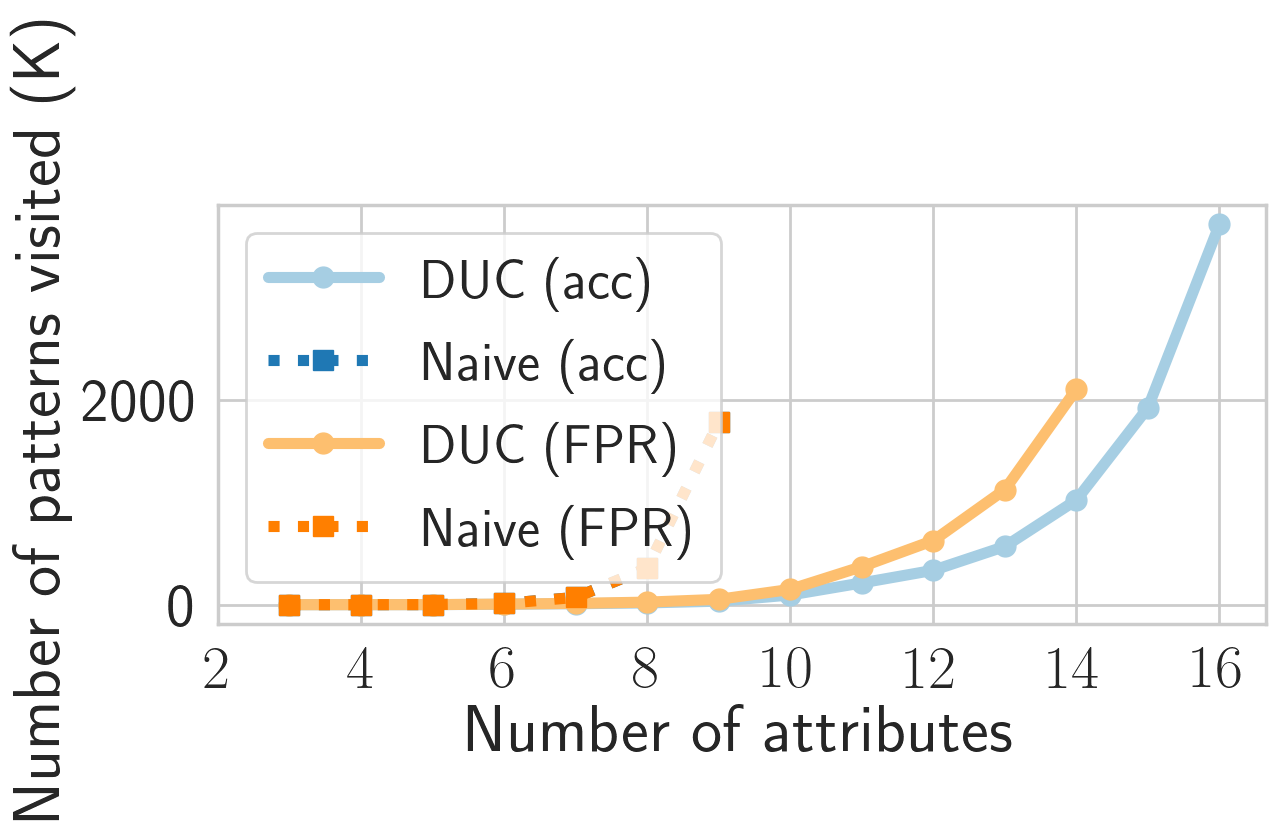 Number of patterns visited (K)
DUC (acc)
Naive (acc)
DUC (FPR)
Naive (FPR)
2000
0
2 4 6 8 10 12 14 16
Number of attributes